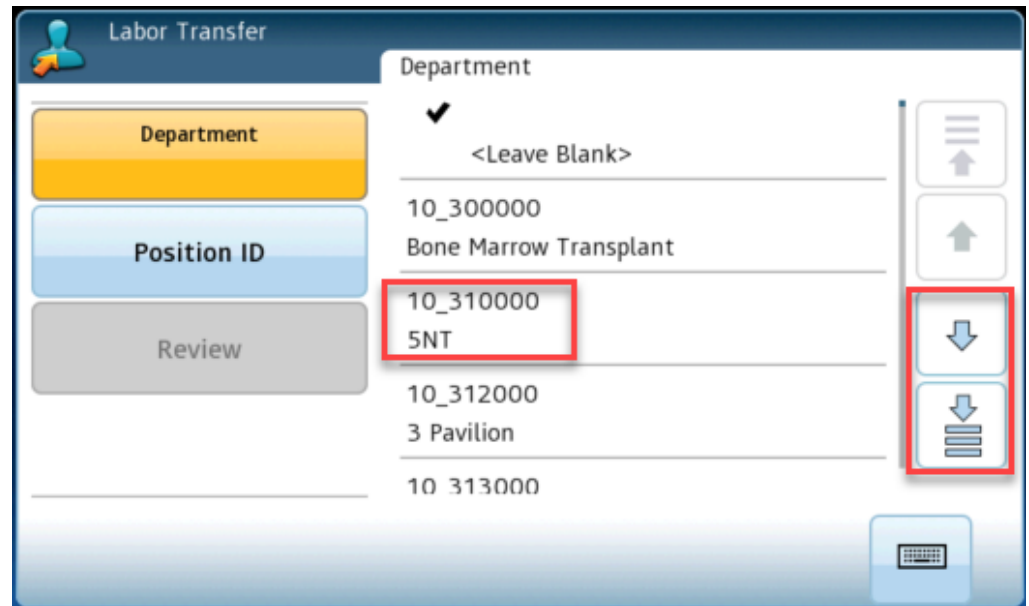 Labor Transfer
Department
Department
Position ID
Review
<Leave Blank>
10_300000
Bone Marrow Transplant
10_310000
5NT
10_312000
3 Pavilion
10_313000